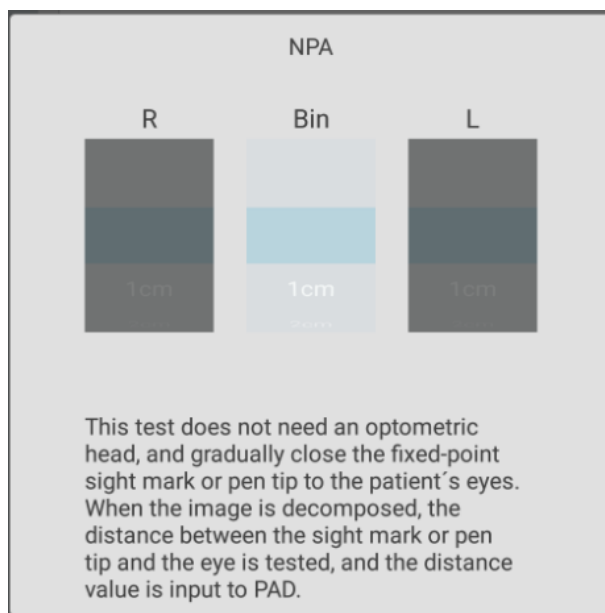 NPA
R Bin L
1cm 1cm 1cm
This test does not need an optometric
head, and gradually close the fixed-point
sight mark or pen tip to the patient´s eyes.
When the image is decomposed, the
distance between the sight mark or pen
tip and the eye is tested, and the distance
value is input to PAD.